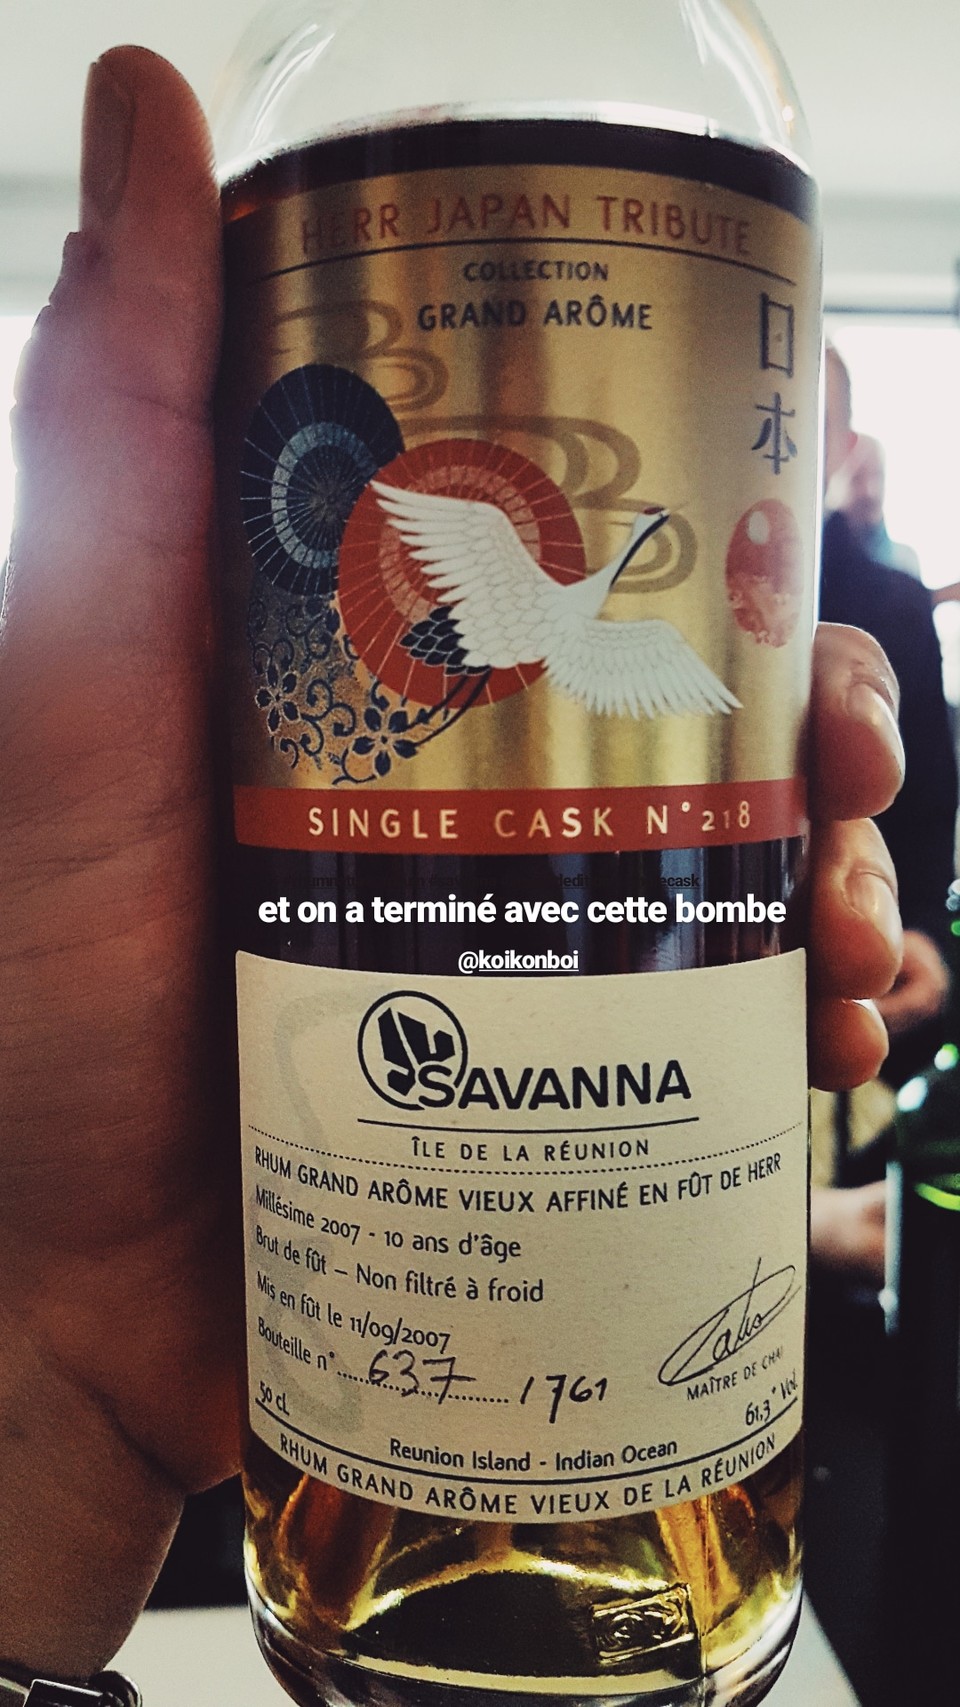 HERR JAPAN TRIBUTE
COLLECTION
GRAND ARÔME
日
本
SINGLE CASK N°218
et on a terminé avec cette bombe
@koikonboi
SAVANNA
ÎLE DE LA RÉUNION
RHUM GRAND ARÔME VIEUX AFFINÉ EN FÛT DE HERR
Millésime 2007 - 10 ans d'âge
Brut de fût – Non filtré à froid
Mis en fût le 11/09/2007
Bouteille n° 637 / 1761
MAÎTRE DE CHAI
50 cL
61,3° Vol.
Reunion Island - Indian Ocean
RHUM GRAND ARÔME VIEUX DE LA RÉUNION